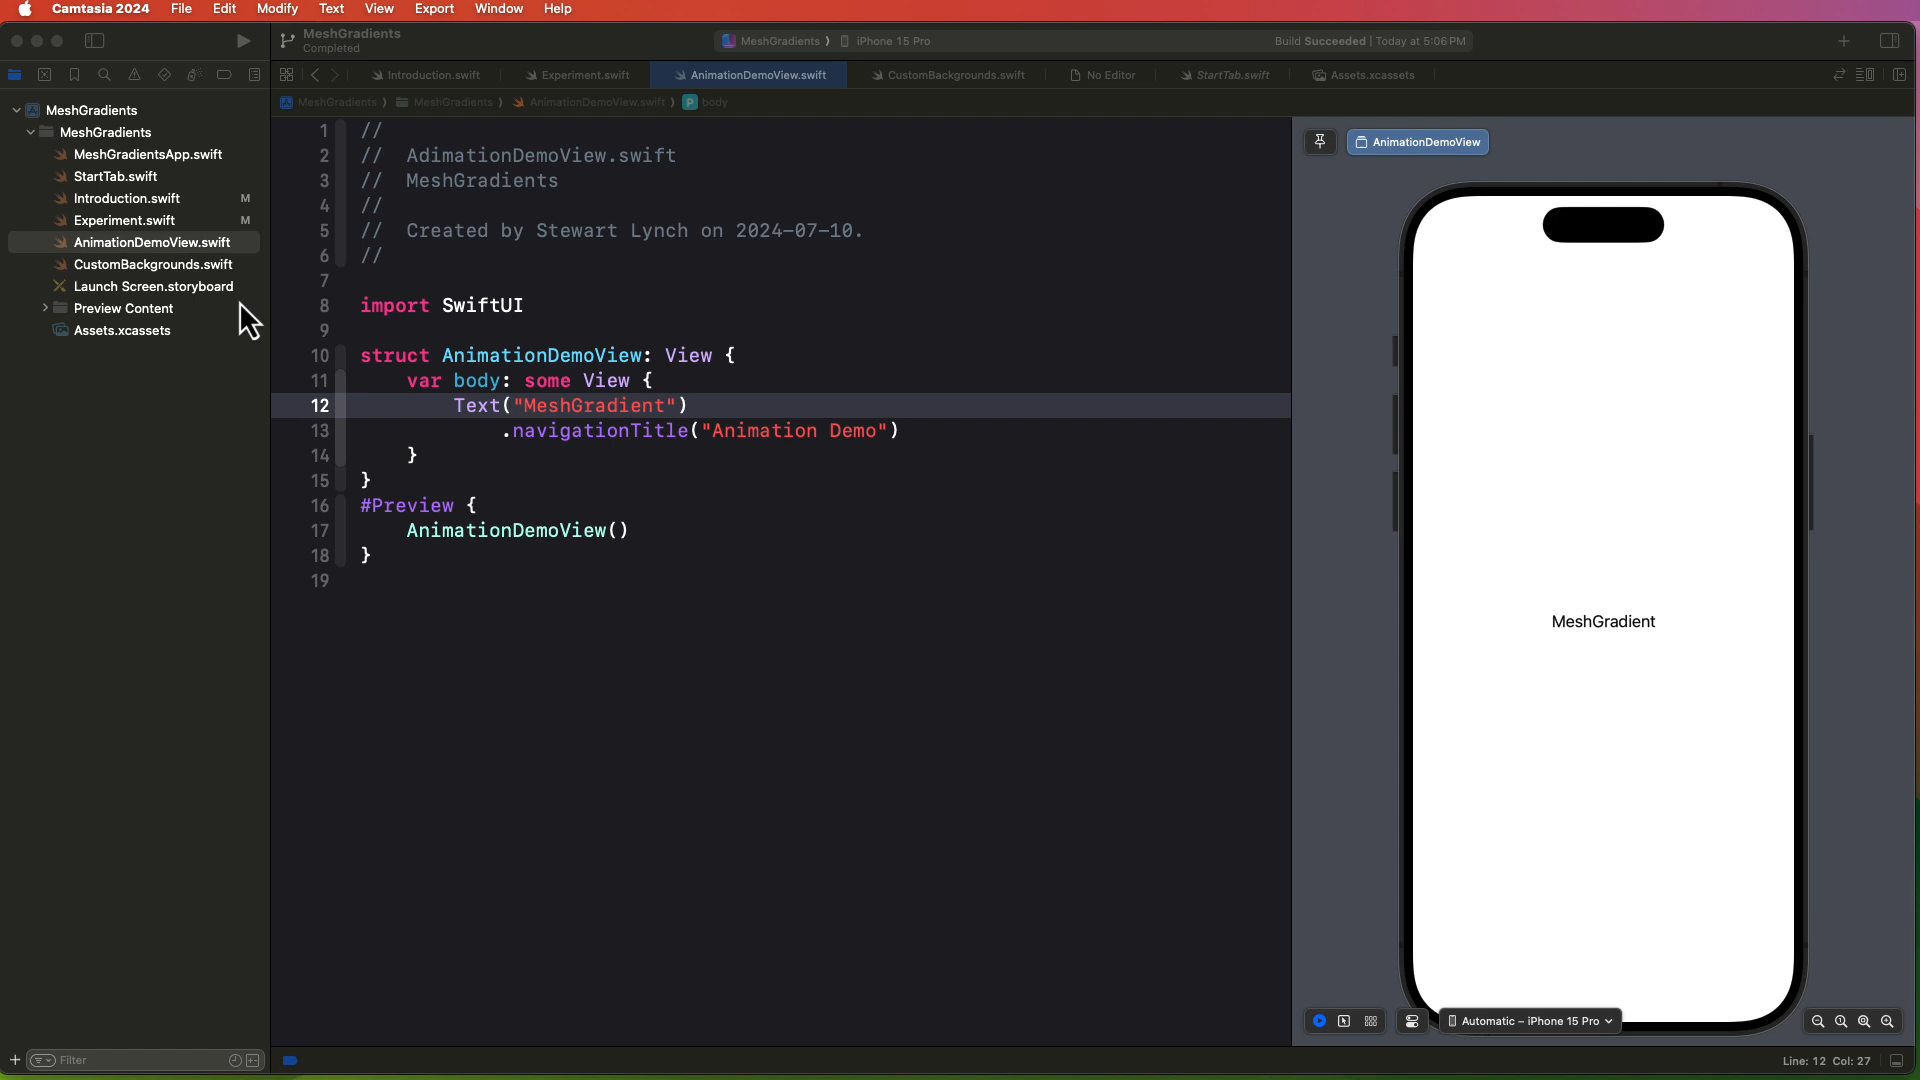 Camtasia 2024 File Edit Modify Text View Export Window Help
MeshGradients
Completed
MeshGradients ⟩ iPhone 15 Pro
Build Succeeded | Today at 5:06 PM
Introduction.swift
Experiment.swift
AnimationDemoView.swift
CustomBackgrounds.swift
No Editor
StartTab.swift
Assets.xcassets
MeshGradients ⟩ MeshGradients ⟩ AnimationDemoView.swift ⟩ P body
MeshGradients
MeshGradients
MeshGradientsApp.swift
StartTab.swift
Introduction.swift M
Experiment.swift M
AnimationDemoView.swift
CustomBackgrounds.swift
Launch Screen.storyboard
Preview Content
Assets.xcassets
Filter
1 //
2 //  AdimationDemoView.swift
3 //  MeshGradients
4 //
5 //  Created by Stewart Lynch on 2024-07-10.
6 //
7
8 import SwiftUI
9
10 struct AnimationDemoView: View {
11     var body: some View {
12         Text("MeshGradient")
13             .navigationTitle("Animation Demo")
14     }
15 }
16 #Preview {
17     AnimationDemoView()
18 }
19
AnimationDemoView
MeshGradient
Automatic – iPhone 15 Pro
Line: 12 Col: 27